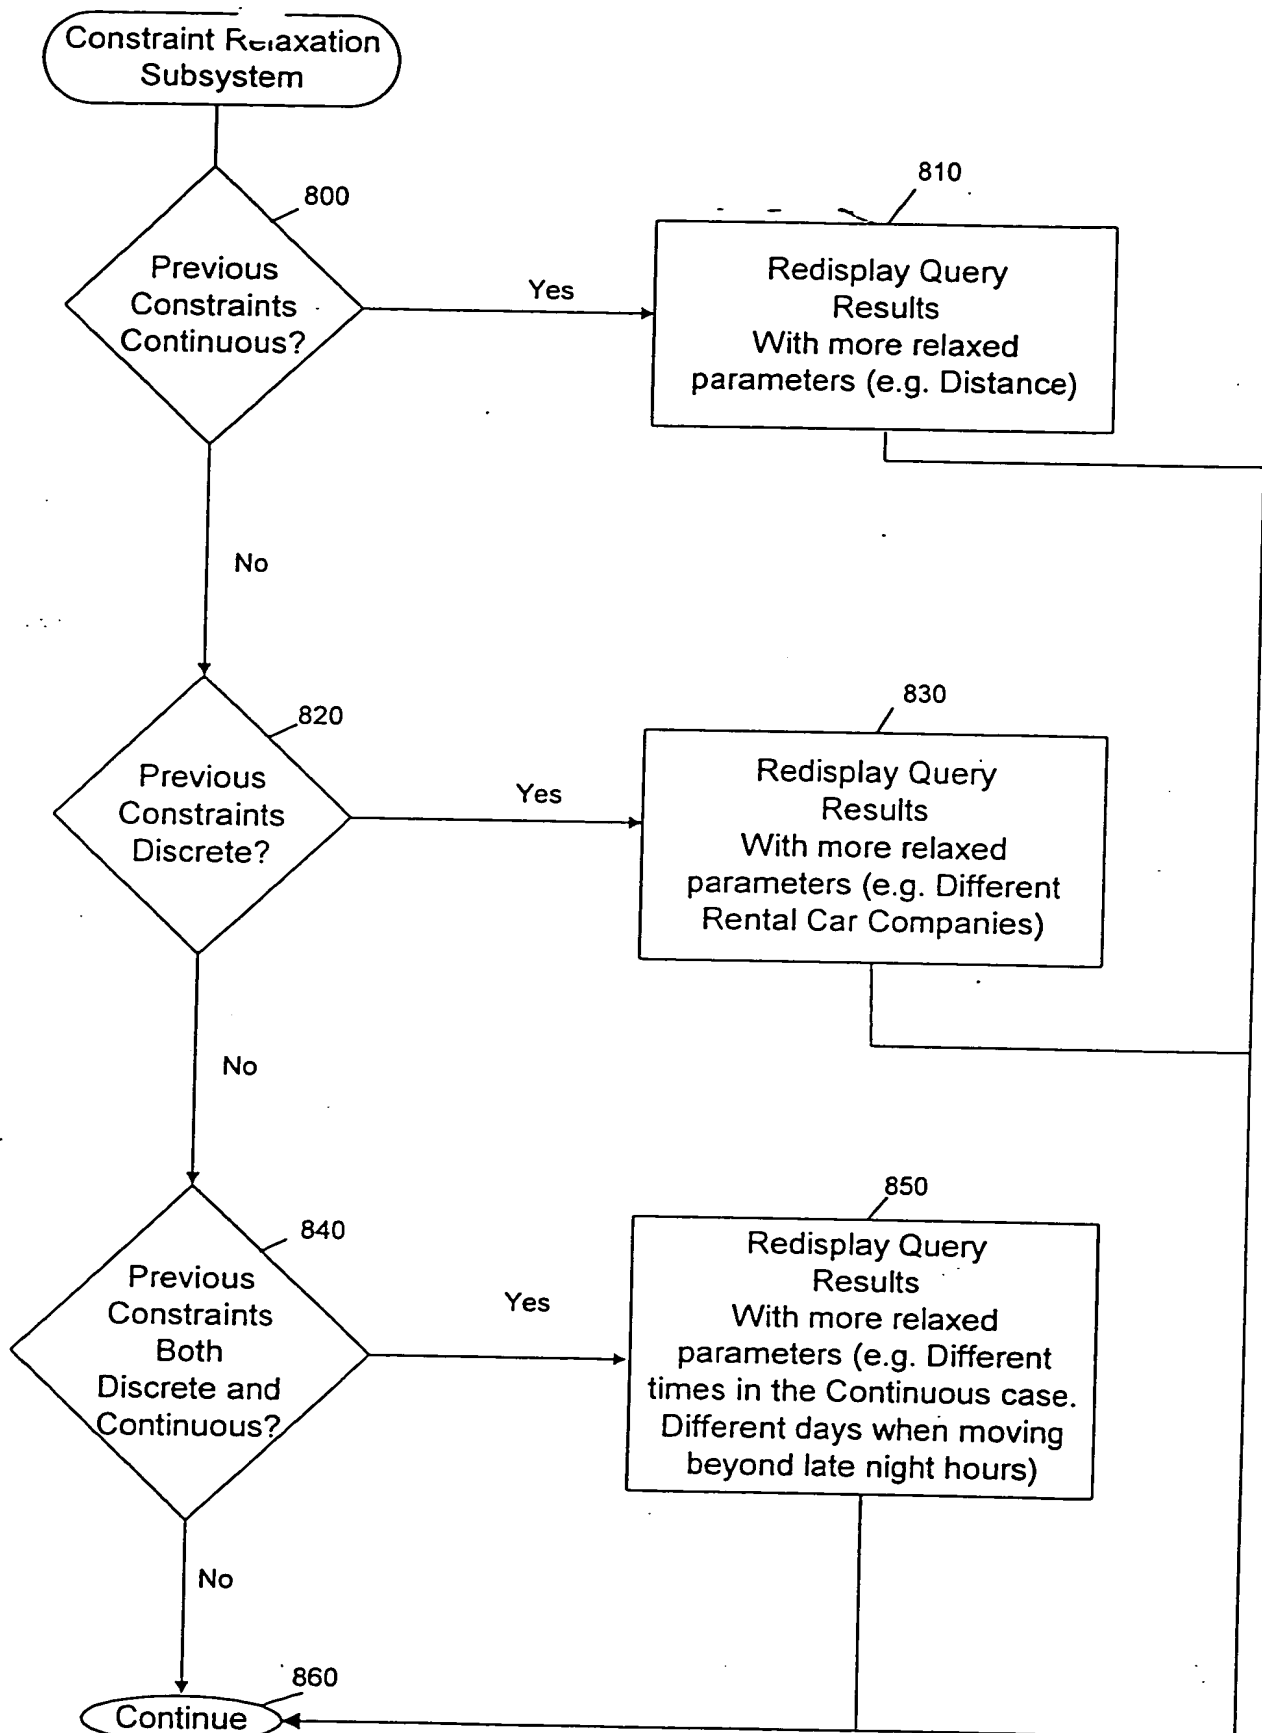 Constraint Relaxation
Subsystem
800
Previous
Constraints
Continuous?
Yes
810
Redisplay Query
Results
With more relaxed
parameters (e.g. Distance)
No
820
Previous
Constraints
Discrete?
Yes
830
Redisplay Query
Results
With more relaxed
parameters (e.g. Different
Rental Car Companies)
No
840
Previous
Constraints
Both
Discrete and
Continuous?
Yes
850
Redisplay Query
Results
With more relaxed
parameters (e.g. Different
times in the Continuous case.
Different days when moving
beyond late night hours)
No
860
Continue